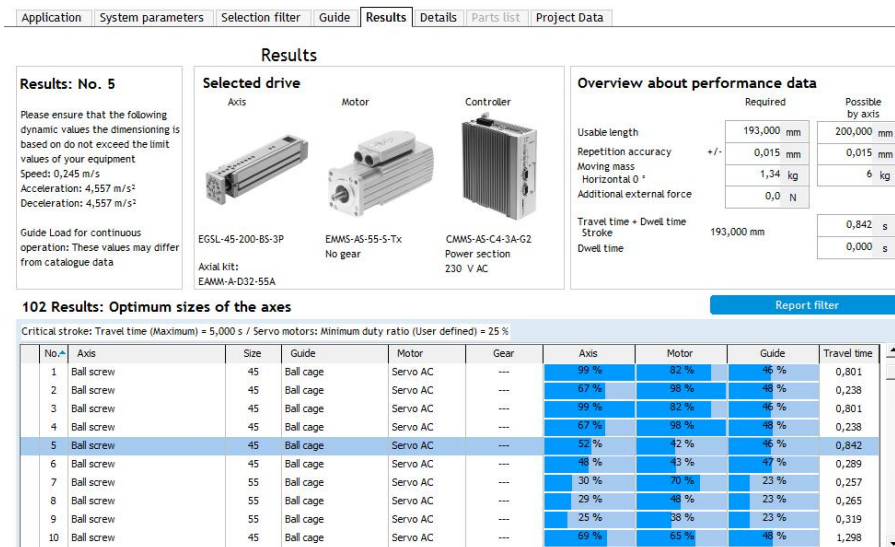 Application System parameters Selection filter Guide Results Details Parts list Project Data
Results
Results: No. 5
Please ensure that the following
dynamic values the dimensioning is
based on do not exceed the limit
values of your equipment
Speed: 0,245 m/s
Acceleration: 4,557 m/s²
Deceleration: 4,557 m/s²
Guide Load for continuous
operation: These values may differ
from catalogue data
Selected drive
Axis Motor Controller
EGSL-45-200-BS-3P EMMS-AS-55-S-Tx CMMS-AS-C4-3A-G2
No gear Power section
Axial kit: 230 V AC
EAMM-A-D32-55A
Overview about performance data
Required Possible
by axis
Usable length 193,000 mm 200,000 mm
Repetition accuracy +/- 0,015 mm 0,015 mm
Moving mass
Horizontal 0 ° 1,34 kg 6 kg
Additional external force 0,0 N
Travel time + Dwell time
Stroke 193,000 mm 0,842 s
Dwell time 0,000 s
102 Results: Optimum sizes of the axes Report filter
Critical stroke: Travel time (Maximum) = 5,000 s / Servo motors: Minimum duty ratio (User defined) = 25 %
No. Axis Size Guide Motor Gear Axis Motor Guide Travel time
1 Ball screw 45 Ball cage Servo AC --- 99 % 82 % 46 % 0,801
2 Ball screw 45 Ball cage Servo AC --- 67 % 98 % 48 % 0,238
3 Ball screw 45 Ball cage Servo AC --- 99 % 82 % 46 % 0,801
4 Ball screw 45 Ball cage Servo AC --- 67 % 98 % 48 % 0,238
5 Ball screw 45 Ball cage Servo AC --- 52 % 42 % 46 % 0,842
6 Ball screw 45 Ball cage Servo AC --- 48 % 43 % 47 % 0,289
7 Ball screw 55 Ball cage Servo AC --- 30 % 70 % 23 % 0,257
8 Ball screw 55 Ball cage Servo AC --- 29 % 48 % 23 % 0,265
9 Ball screw 55 Ball cage Servo AC --- 25 % 38 % 23 % 0,319
10 Ball screw 45 Ball cage Servo AC --- 69 % 65 % 48 % 1,298